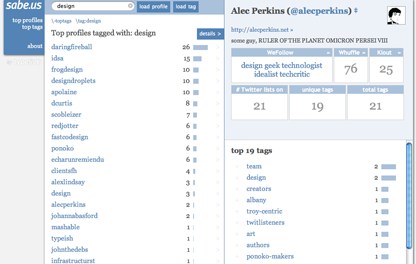 sabe.us
top profiles
top tags
about
design
load profile
load tag
\toptags \tag:design
Top profiles tagged with: design
details >
daringfireball 26
idsa 15
frogdesign 10
designdroplets 10
apolaine 10
dcurtis 8
scobleizer 7
redjotter 6
fastcodesign 6
ponoko 6
echarunremiendu 6
clientsfh 4
alexlindsay 3
design 3
alecperkins 2
johannabasford 2
mashable 1
typeish 1
johnthedebs 1
infrastructurst 1
Alec Perkins (@alecperkins) ‡
http://alecperkins.net »
some guy, RULER OF THE PLANET OMICRON PERSEI VIII
WeFollow
design geek technologist
idealist techcritic
Whuffie
76
Klout
25
# Twitter lists on
21
unique tags
19
total tags
21
top 19 tags
team 2
design 2
creators 1
albany 1
troy-centric 1
twitlisteners 1
art 1
authors 1
ponoko-makers 1